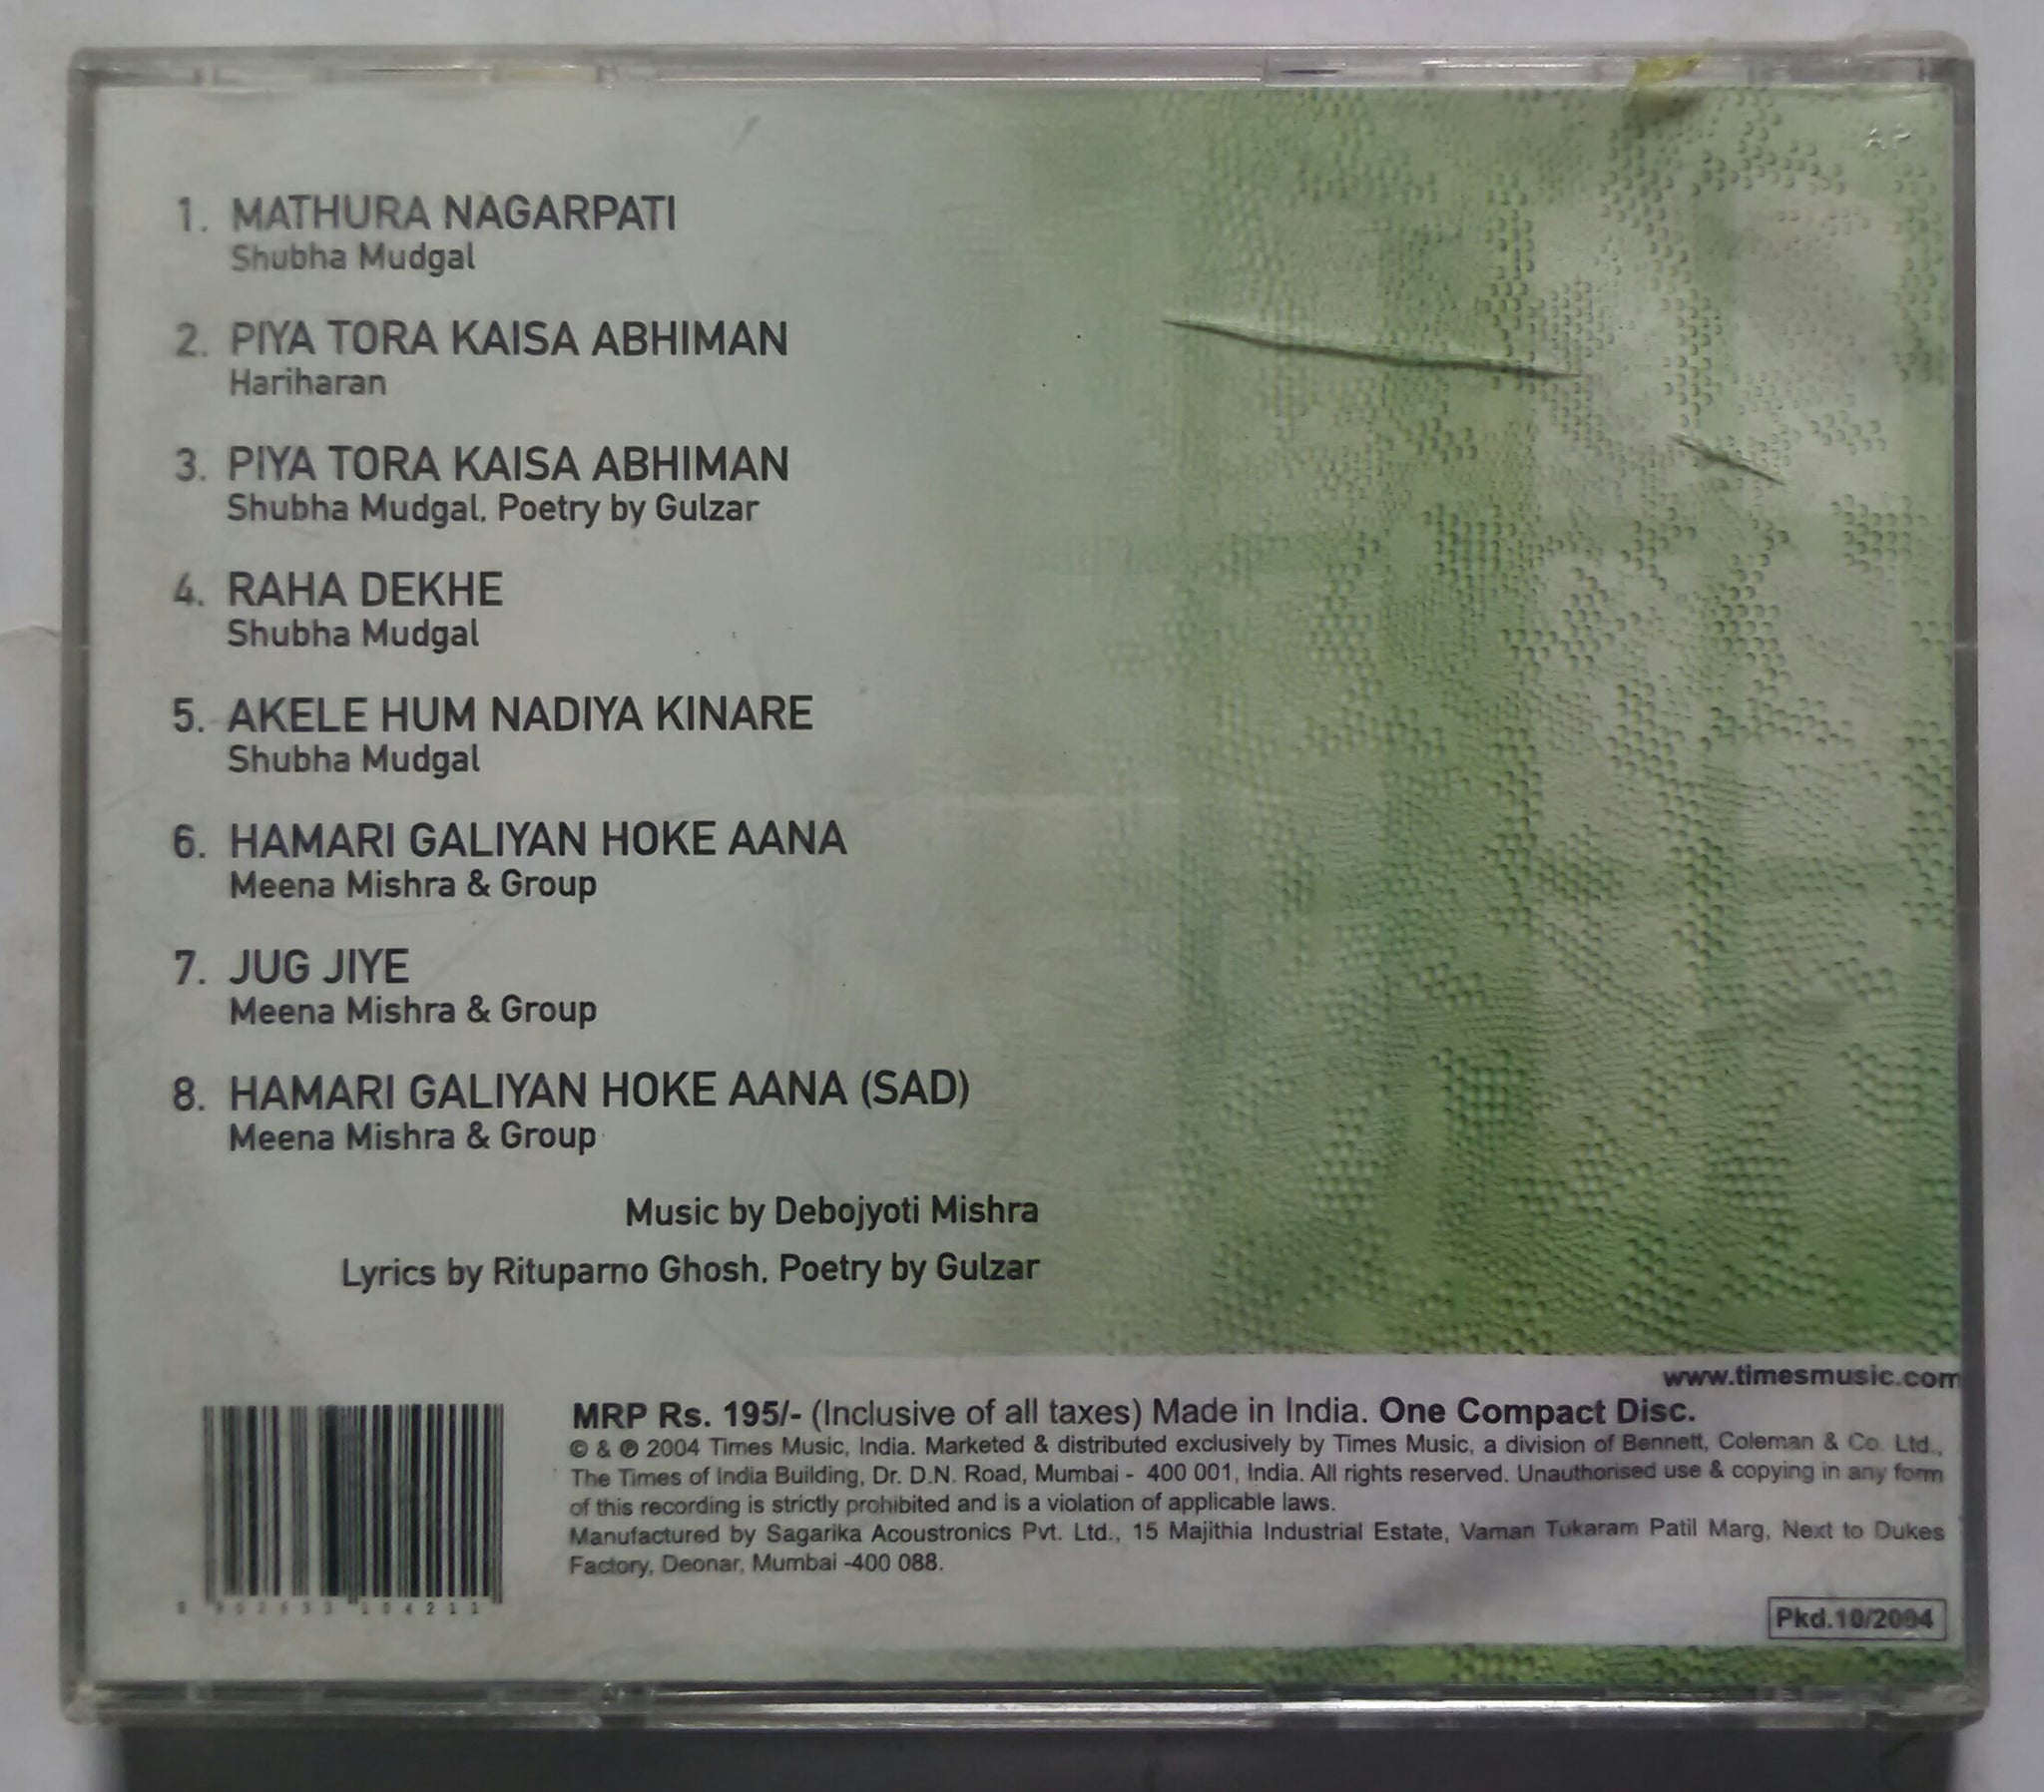 1. MATHURA NAGARPATI
Shubha Mudgal
2. PIYA TORA KAISA ABHIMAN
Hariharan
3. PIYA TORA KAISA ABHIMAN
Shubha Mudgal, Poetry by Gulzar
4. RAHA DEKHE
Shubha Mudgal
5. AKELE HUM NADIYA KINARE
Shubha Mudgal
6. HAMARI GALIYAN HOKE AANA
Meena Mishra & Group
7. JUG JIYE
Meena Mishra & Group
8. HAMARI GALIYAN HOKE AANA (SAD)
Meena Mishra & Group
Music by Debojyoti Mishra
Lyrics by Rituparno Ghosh, Poetry by Gulzar
www.timesmusic.com
MRP Rs. 195/- (Inclusive of all taxes) Made in India. One Compact Disc.
© & ℗ 2004 Times Music, India. Marketed & distributed exclusively by Times Music, a division of Bennett, Coleman & Co. Ltd.,
The Times of India Building, Dr. D.N. Road, Mumbai - 400 001, India. All rights reserved. Unauthorised use & copying in any form
of this recording is strictly prohibited and is a violation of applicable laws.
Manufactured by Sagarika Acoustronics Pvt. Ltd., 15 Majithia Industrial Estate, Vaman Tukaram Patil Marg, Next to Dukes
Factory, Deonar, Mumbai -400 088.
Pkd.10/2004